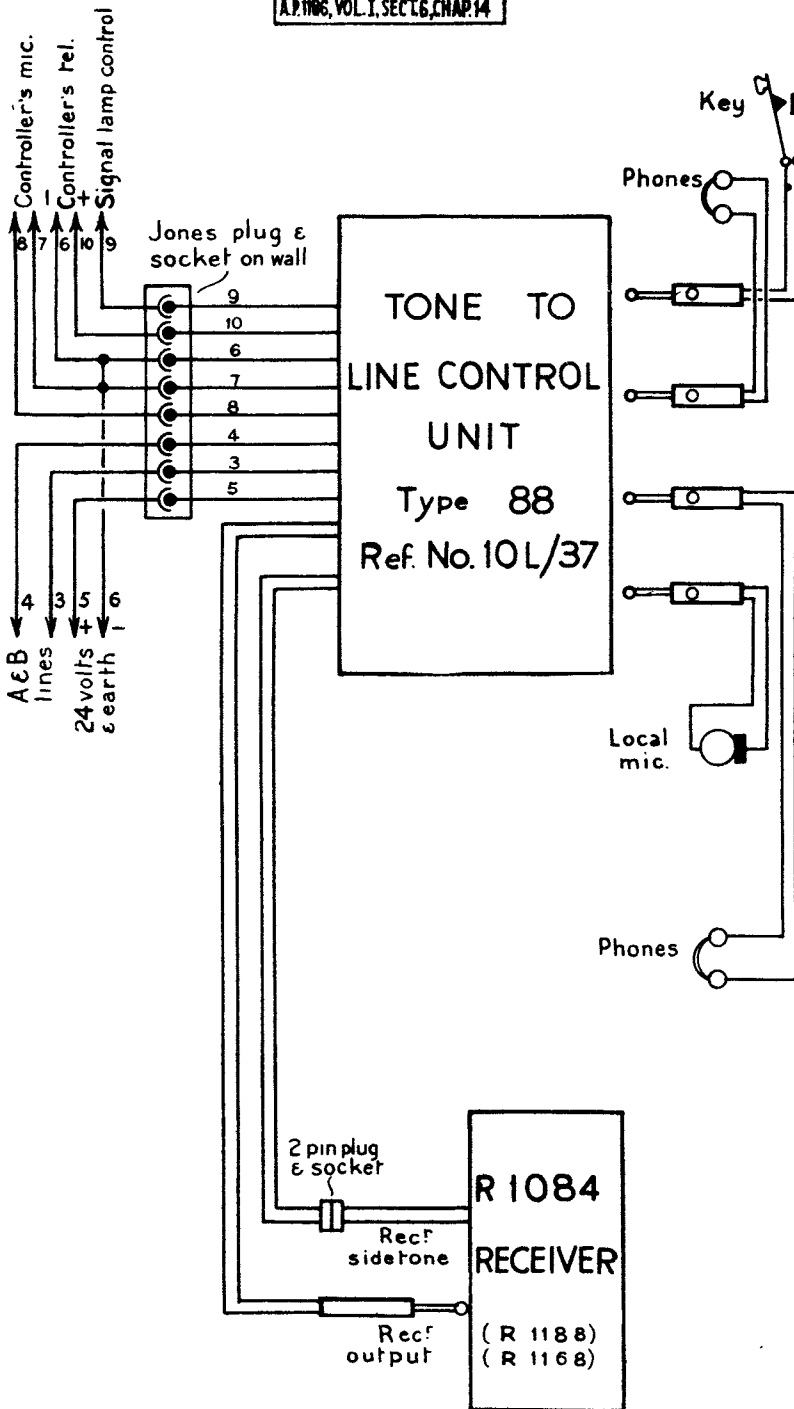 A.P.1186, VOL. I, SECT. 6, CHAP. 14
Controller's mic.
Controller's tel.
Signal lamp control
- +
8 7 6 10 9
Jones plug &
socket on wall
9
10
6
7
8
4
3
5
4 3 5 6
A & B
lines
24 volts +
& earth -
TONE TO
LINE CONTROL
UNIT
Type 88
Ref. No. 10L/37
Key
Phones
Local
mic.
Phones
2 pin plug
& socket
Recr
sidetone
Recr
output
R 1084
RECEIVER
(R 1188)
(R 1168)